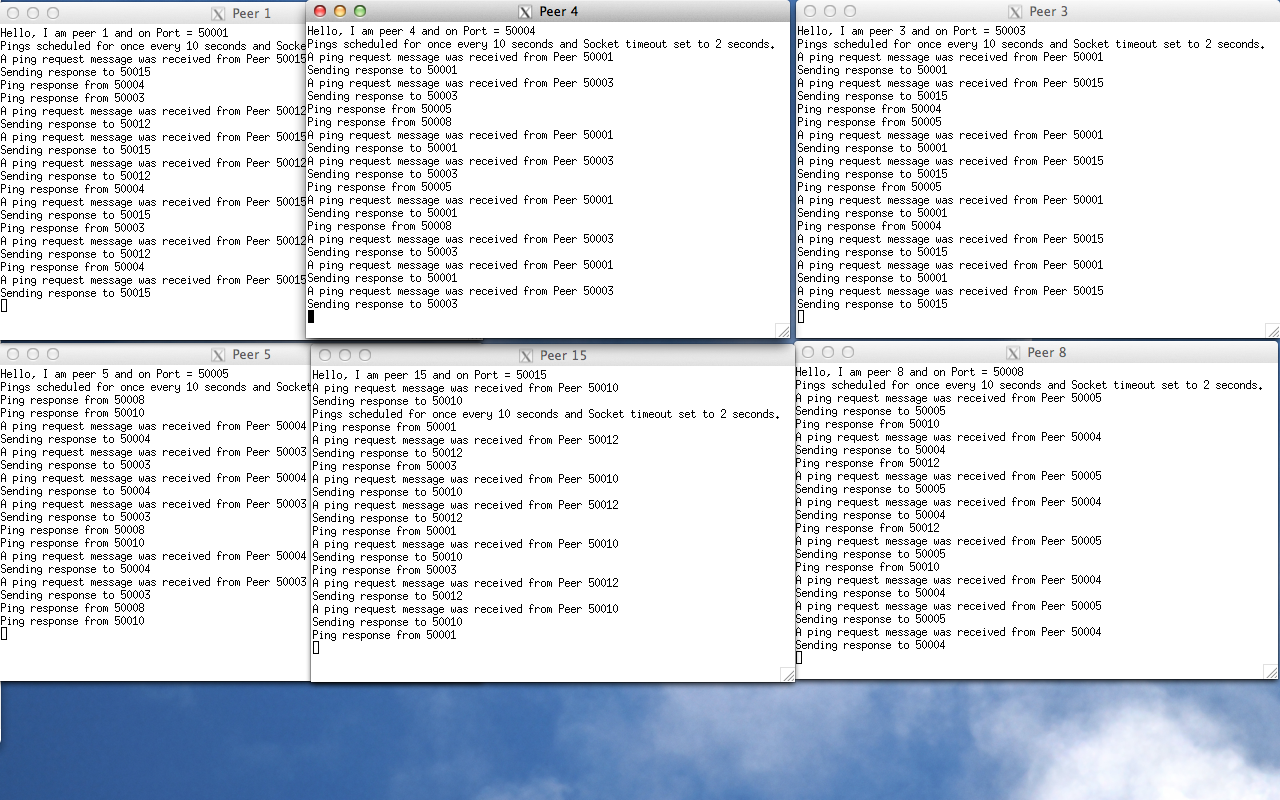 Peer 1
Hello, I am peer 1 and on Port = 50001
Pings scheduled for once every 10 seconds and Socke
A ping request message was received from Peer 50015
Sending response to 50015
Ping response from 50004
Ping response from 50003
A ping request message was received from Peer 50012
Sending response to 50012
A ping request message was received from Peer 50015
Sending response to 50015
A ping request message was received from Peer 50012
Sending response to 50012
Ping response from 50004
A ping request message was received from Peer 50015
Sending response to 50015
Ping response from 50003
A ping request message was received from Peer 50012
Sending response to 50012
Ping response from 50004
A ping request message was received from Peer 50015
Sending response to 50015
Peer 4
Hello, I am peer 4 and on Port = 50004
Pings scheduled for once every 10 seconds and Socket timeout set to 2 seconds.
A ping request message was received from Peer 50001
Sending response to 50001
A ping request message was received from Peer 50003
Sending response to 50003
Ping response from 50005
Ping response from 50008
A ping request message was received from Peer 50001
Sending response to 50001
A ping request message was received from Peer 50003
Sending response to 50003
Ping response from 50005
A ping request message was received from Peer 50001
Sending response to 50001
Ping response from 50008
A ping request message was received from Peer 50003
Sending response to 50003
A ping request message was received from Peer 50001
Sending response to 50001
A ping request message was received from Peer 50003
Sending response to 50003
Peer 3
Hello, I am peer 3 and on Port = 50003
Pings scheduled for once every 10 seconds and Socket timeout set to 2 seconds.
A ping request message was received from Peer 50001
Sending response to 50001
A ping request message was received from Peer 50015
Sending response to 50015
Ping response from 50004
Ping response from 50005
A ping request message was received from Peer 50001
Sending response to 50001
A ping request message was received from Peer 50015
Sending response to 50015
Ping response from 50005
A ping request message was received from Peer 50001
Sending response to 50001
Ping response from 50004
A ping request message was received from Peer 50015
Sending response to 50015
A ping request message was received from Peer 50001
Sending response to 50001
A ping request message was received from Peer 50015
Sending response to 50015
Peer 5
Hello, I am peer 5 and on Port = 50005
Pings scheduled for once every 10 seconds and Socket
Ping response from 50008
Ping response from 50010
A ping request message was received from Peer 50004
Sending response to 50004
A ping request message was received from Peer 50003
Sending response to 50003
A ping request message was received from Peer 50004
Sending response to 50004
A ping request message was received from Peer 50003
Sending response to 50003
Ping response from 50008
Ping response from 50010
A ping request message was received from Peer 50004
Sending response to 50004
A ping request message was received from Peer 50003
Sending response to 50003
Ping response from 50008
Ping response from 50010
Peer 15
Hello, I am peer 15 and on Port = 50015
A ping request message was received from Peer 50010
Sending response to 50010
Pings scheduled for once every 10 seconds and Socket timeout set to 2 seconds.
Ping response from 50001
A ping request message was received from Peer 50012
Sending response to 50012
Ping response from 50003
A ping request message was received from Peer 50010
Sending response to 50010
A ping request message was received from Peer 50012
Sending response to 50012
Ping response from 50001
A ping request message was received from Peer 50010
Sending response to 50010
Ping response from 50003
A ping request message was received from Peer 50012
Sending response to 50012
A ping request message was received from Peer 50010
Sending response to 50010
Ping response from 50001
Peer 8
Hello, I am peer 8 and on Port = 50008
Pings scheduled for once every 10 seconds and Socket timeout set to 2 seconds.
A ping request message was received from Peer 50005
Sending response to 50005
Ping response from 50010
A ping request message was received from Peer 50004
Sending response to 50004
Ping response from 50012
A ping request message was received from Peer 50005
Sending response to 50005
A ping request message was received from Peer 50004
Sending response to 50004
Ping response from 50012
A ping request message was received from Peer 50005
Sending response to 50005
Ping response from 50010
A ping request message was received from Peer 50004
Sending response to 50004
A ping request message was received from Peer 50005
Sending response to 50005
A ping request message was received from Peer 50004
Sending response to 50004